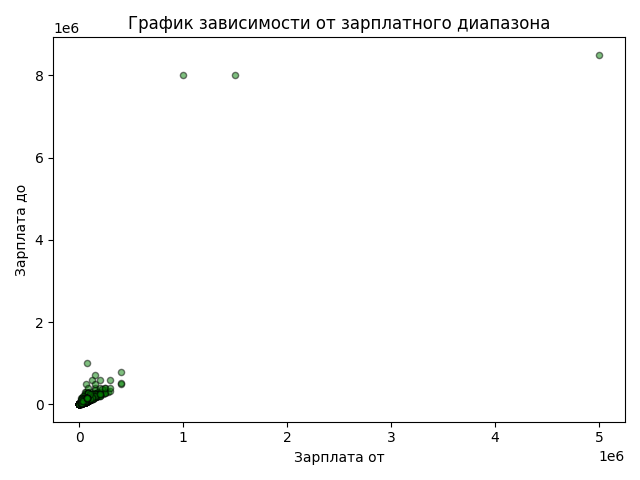 График зависимости от зарплатного диапазона
1e6
8
6
4
2
0
Зарплата до
0 1 2 3 4 5
1e6
Зарплата от